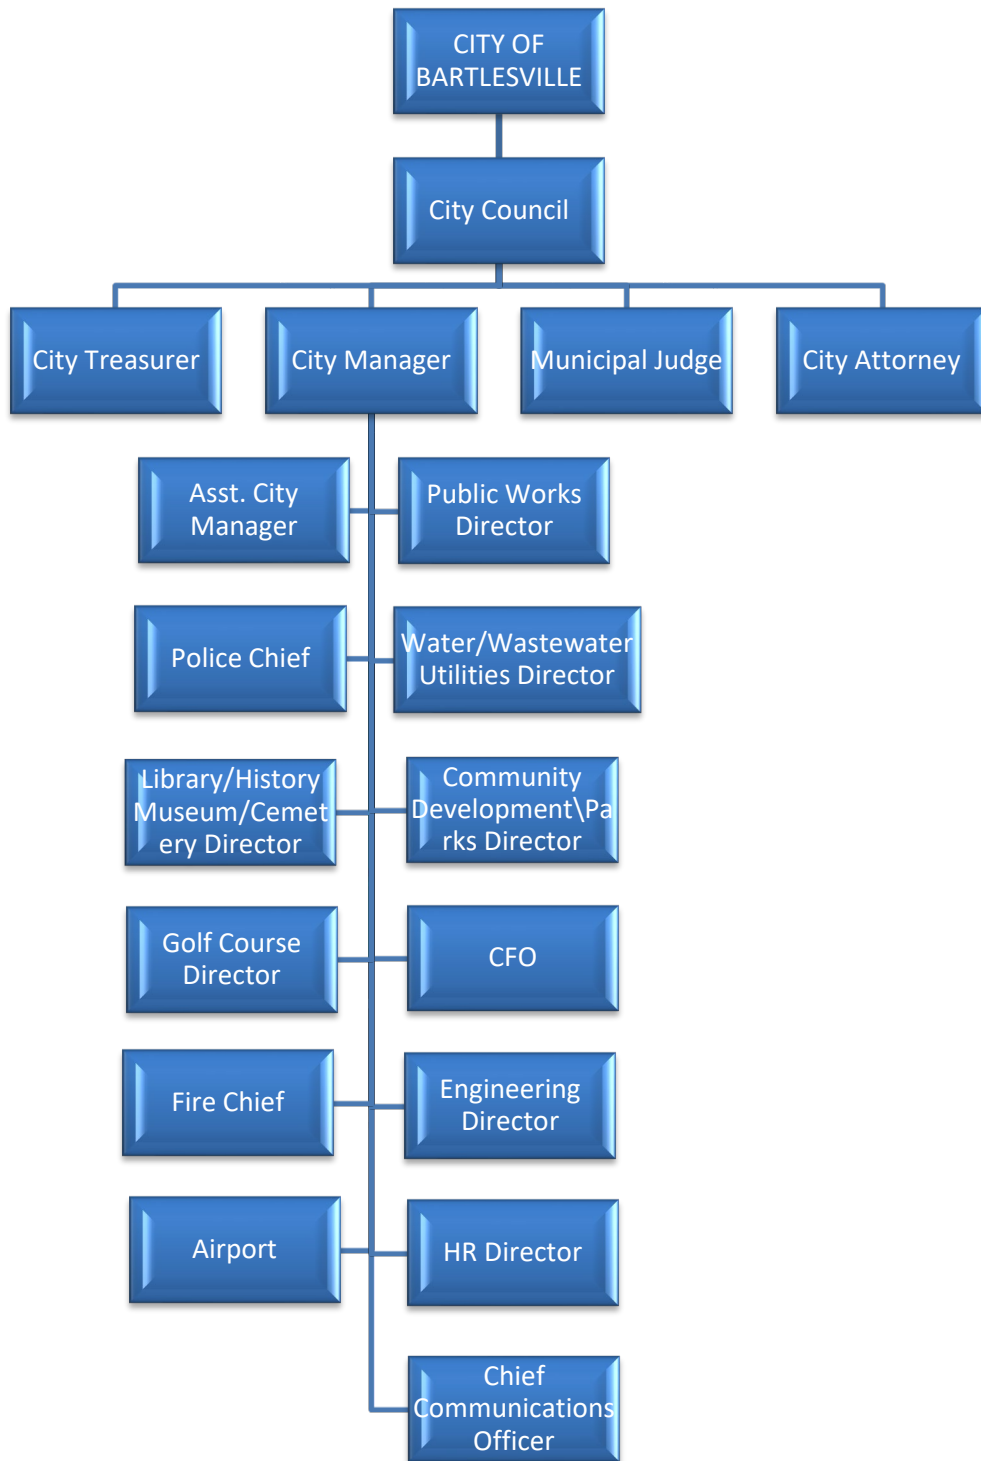 CITY OF
BARTLESVILLE
City Council
City Treasurer
City Manager
Municipal Judge
City Attorney
Asst. City
Manager
Public Works
Director
Police Chief
Water/Wastewater
Utilities Director
Library/History
Museum/Cemet
ery Director
Community
Development\Pa
rks Director
Golf Course
Director
CFO
Fire Chief
Engineering
Director
Airport
HR Director
Chief
Communications
Officer